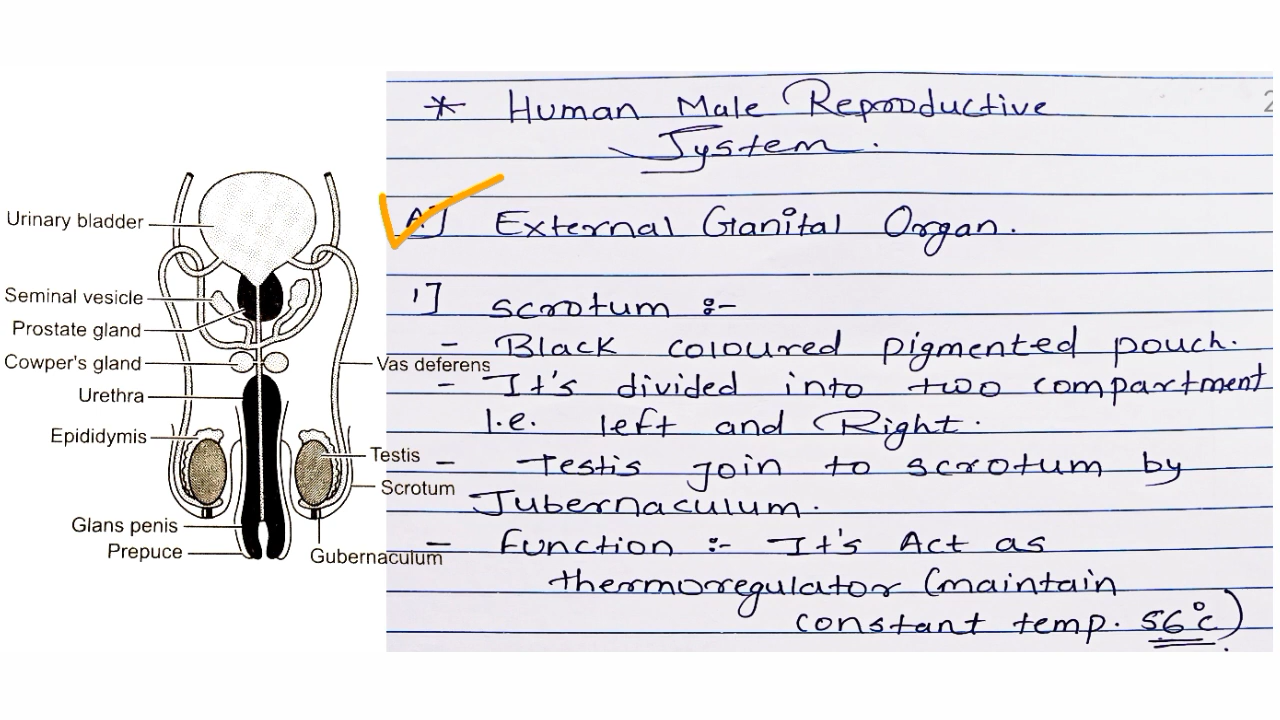 * Human Male Reproductive
System.
A] External Ganital Organ.
1] scrotum :-
- Black coloured pigmented pouch.
- It's divided into two compartment
I.e. left and Right.
- Testis Join to scrotum by
Jubernaculum.
- Function :- It's Act as
thermoregulator (maintain
constant temp. 56°c).
2
Urinary bladder
Seminal vesicle
Prostate gland
Cowper's gland
Urethra
Epididymis
Glans penis
Prepuce
Vas deferens
Testis
Scrotum
Gubernaculum